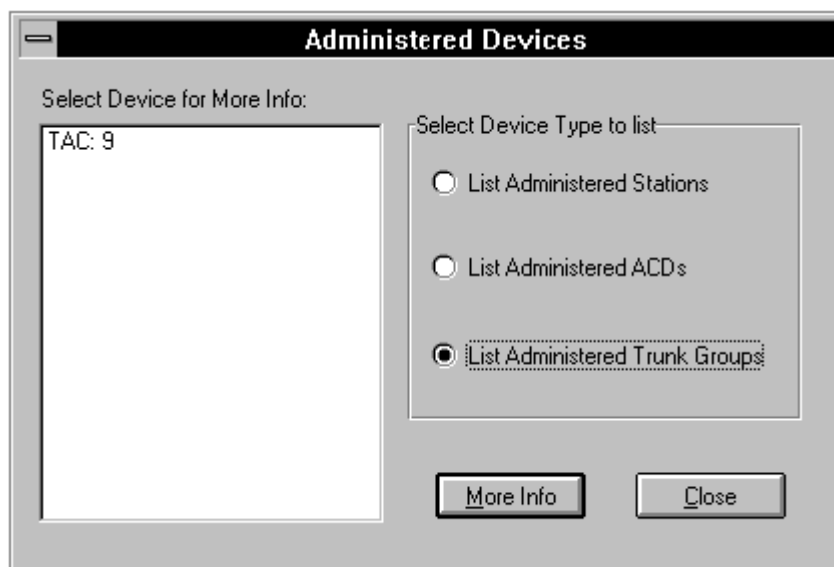 Administered Devices
Select Device for More Info:
TAC: 9
Select Device Type to list
List Administered Stations
List Administered ACDs
List Administered Trunk Groups
More Info
Close